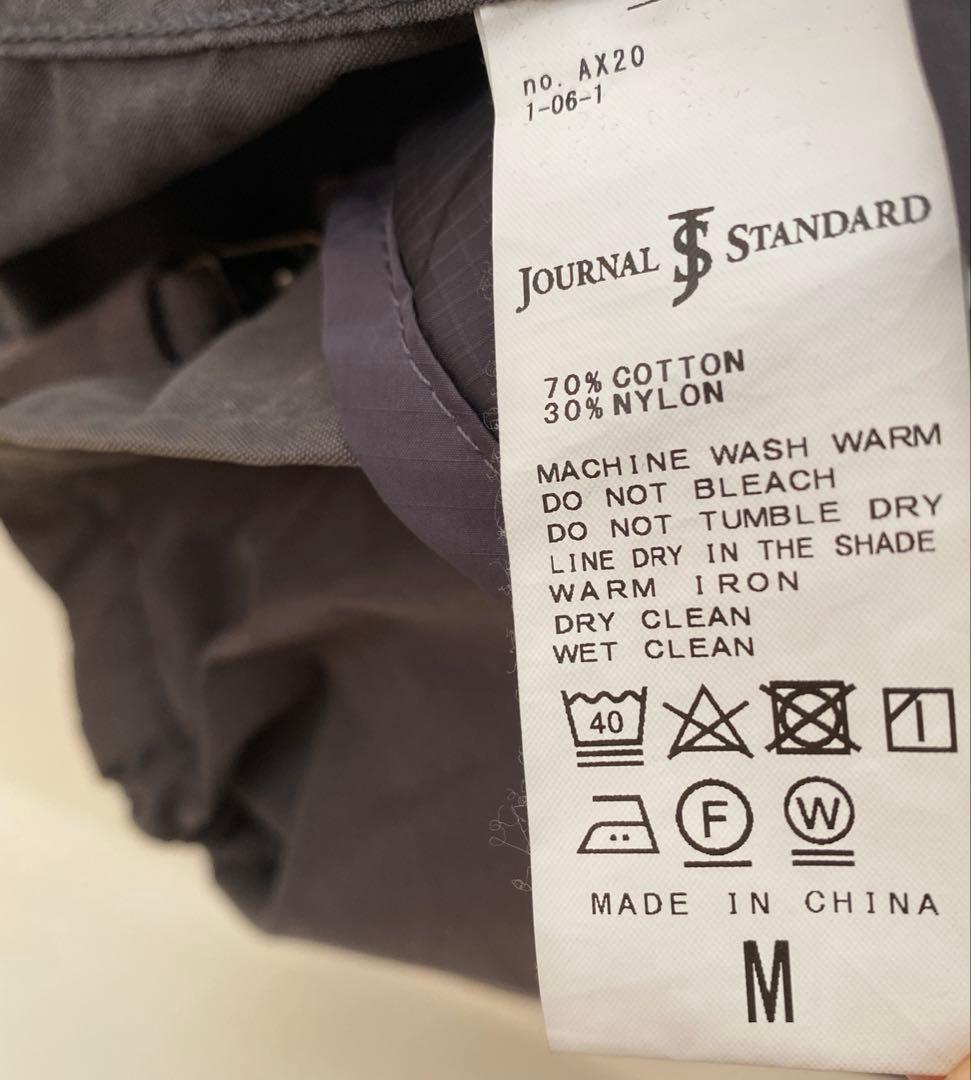 no. AX20
1-06-1
JOURNAL JS STANDARD
70% COTTON
30% NYLON
MACHINE WASH WARM
DO NOT BLEACH
DO NOT TUMBLE DRY
LINE DRY IN THE SHADE
WARM IRON
DRY CLEAN
WET CLEAN
40
F W
MADE IN CHINA
M